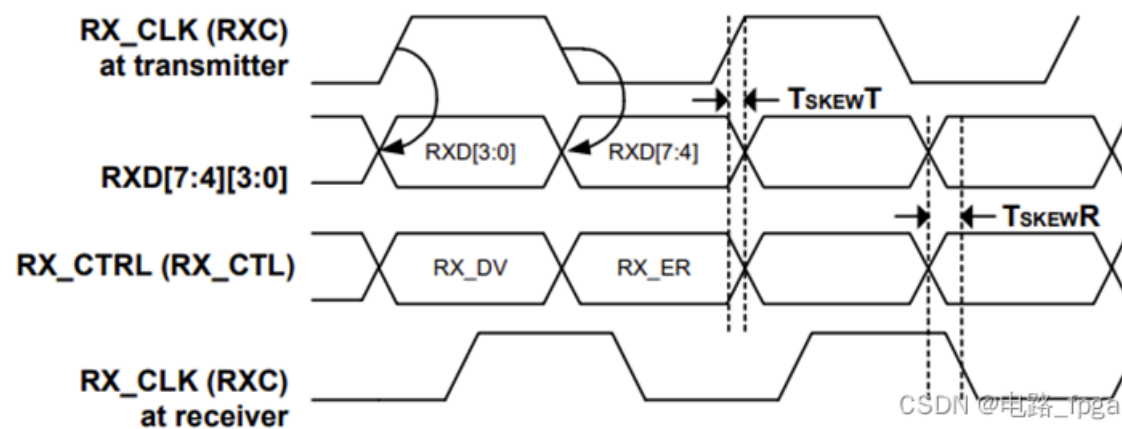 RX_CLK (RXC)
at transmitter
TSKEWT
RXD[3:0]
RXD[7:4]
RXD[7:4][3:0]
TSKEWR
RX_CTRL (RX_CTL)
RX_DV
RX_ER
RX_CLK (RXC)
at receiver
CSDN @电路_fpga